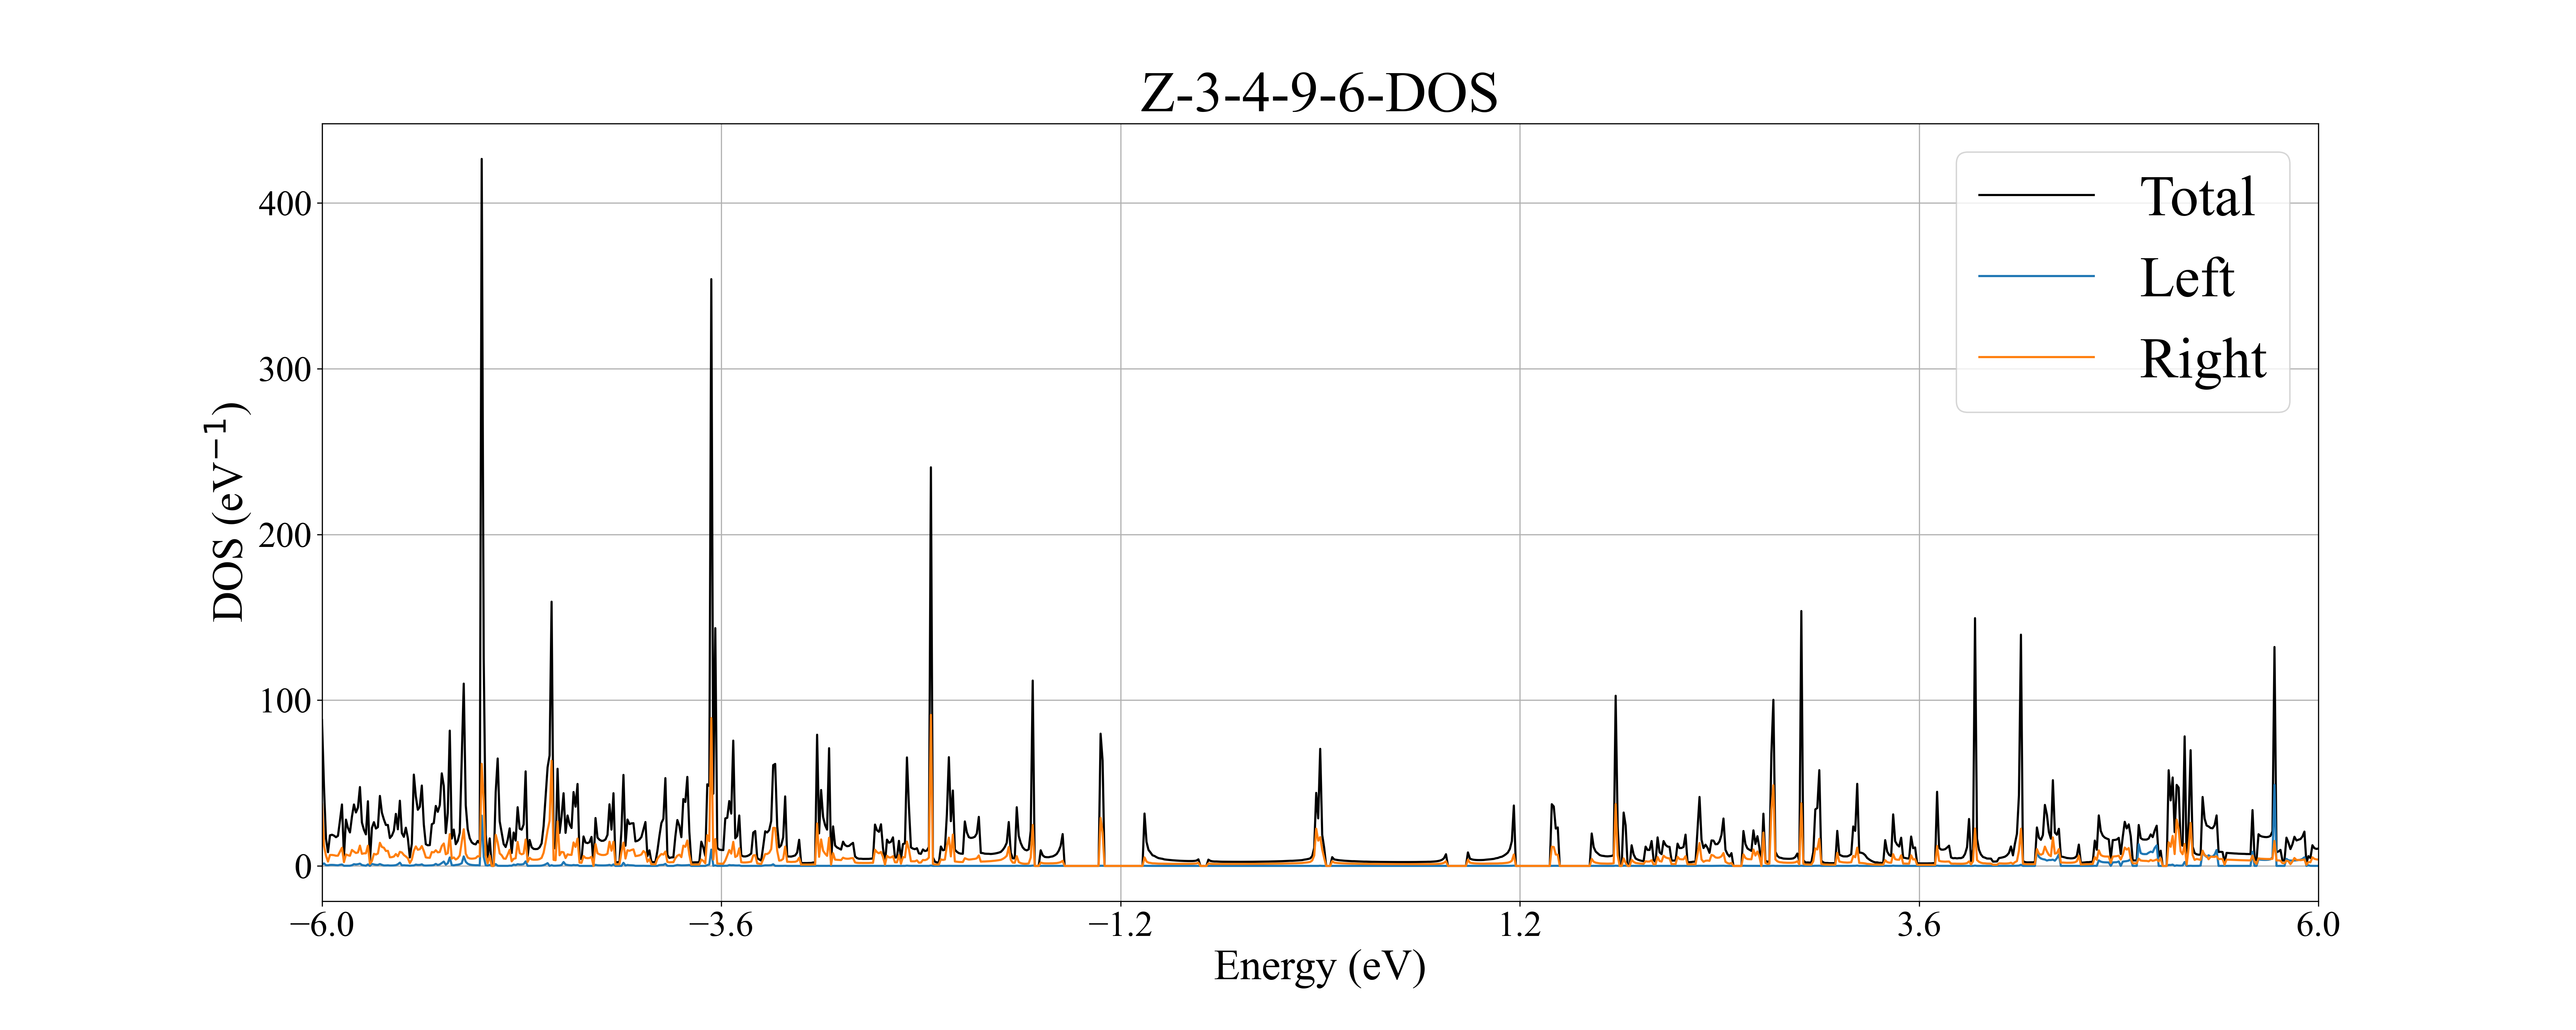 Z-3-4-9-6-DOS
Total
Left
Right
DOS (eV⁻¹)
400
300
200
100
0
−6.0 −3.6 −1.2 1.2 3.6 6.0
Energy (eV)